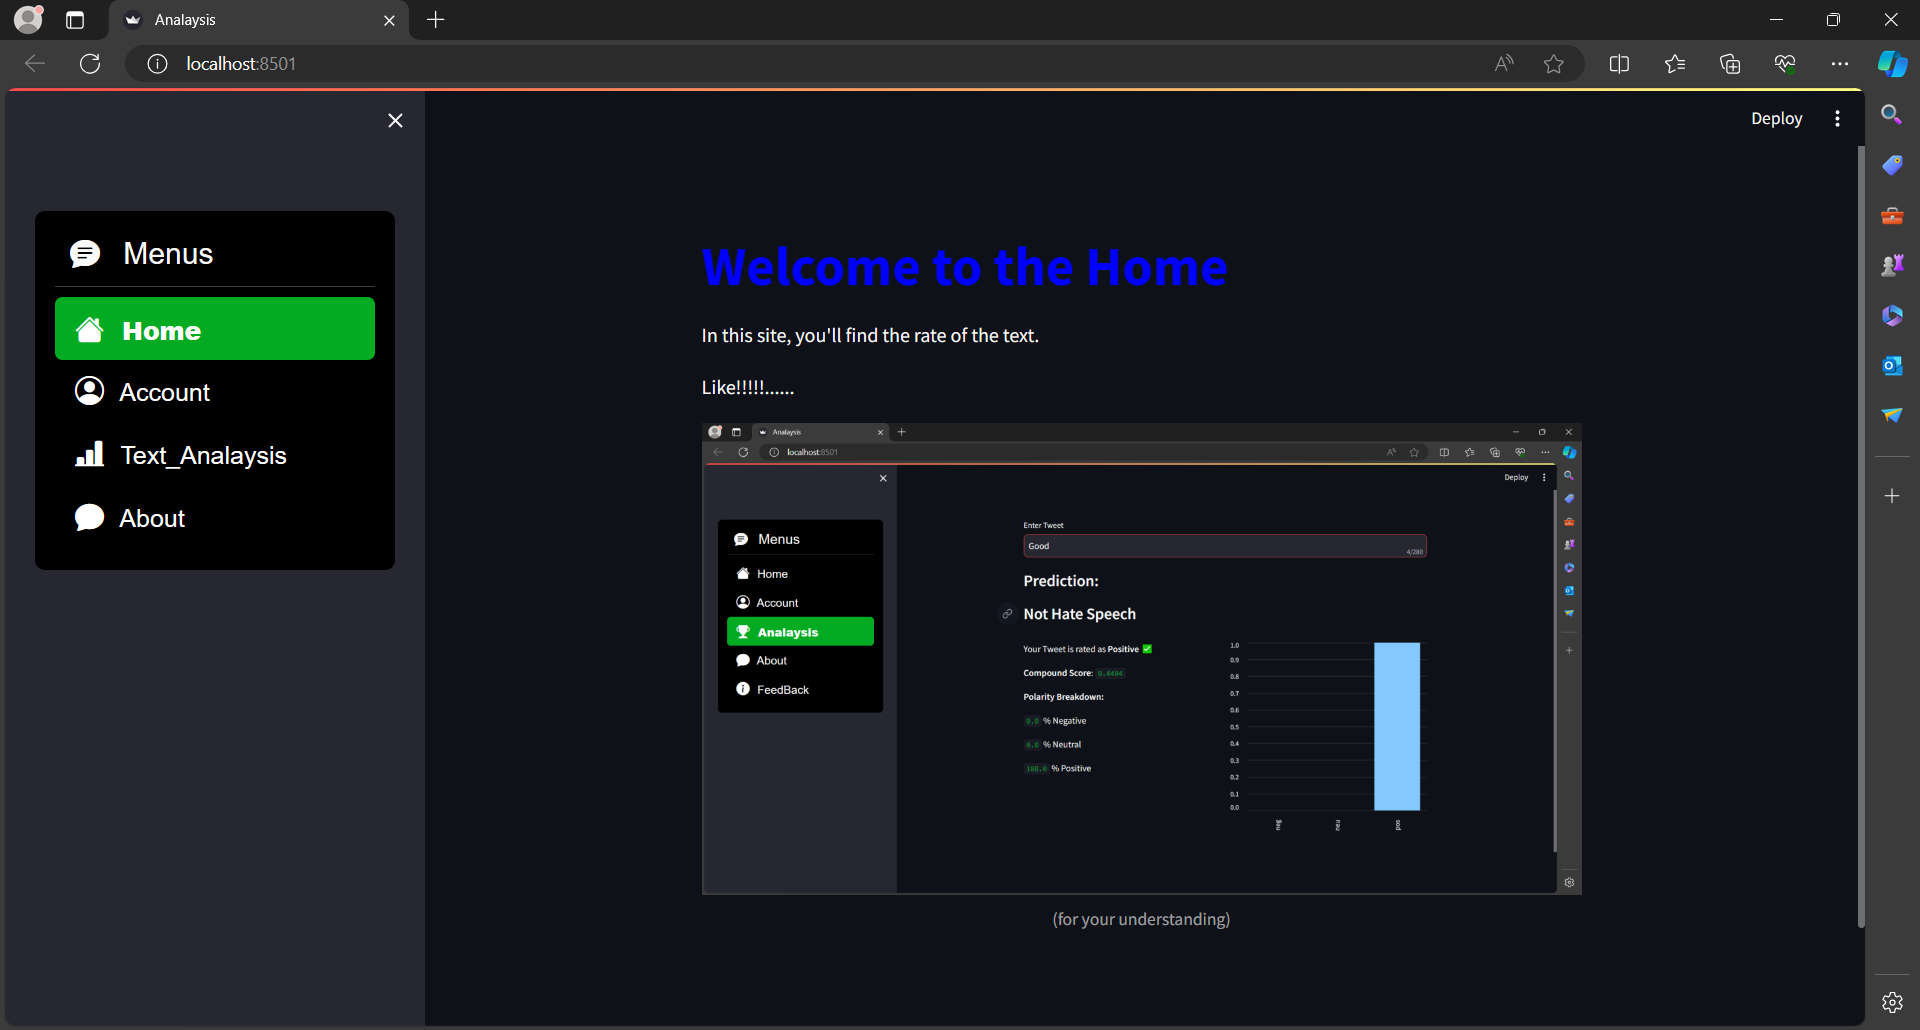 Analaysis
localhost:8501
Deploy
Menus
Home
Account
Text_Analaysis
About
Welcome to the Home
In this site, you'll find the rate of the text.
Like!!!!!......
Analaysis
localhost:8501
Deploy
Menus
Home
Account
Analaysis
About
FeedBack
Enter Tweet
Good
4/280
Prediction:
Not Hate Speech
Your Tweet is rated as Positive ✅
Compound Score: 0.4404
Polarity Breakdown:
0.0 % Negative
0.0 % Neutral
100.0 % Positive
1.0
0.9
0.8
0.7
0.6
0.5
0.4
0.3
0.2
0.1
0.0
neg
neu
pos
(for your understanding)